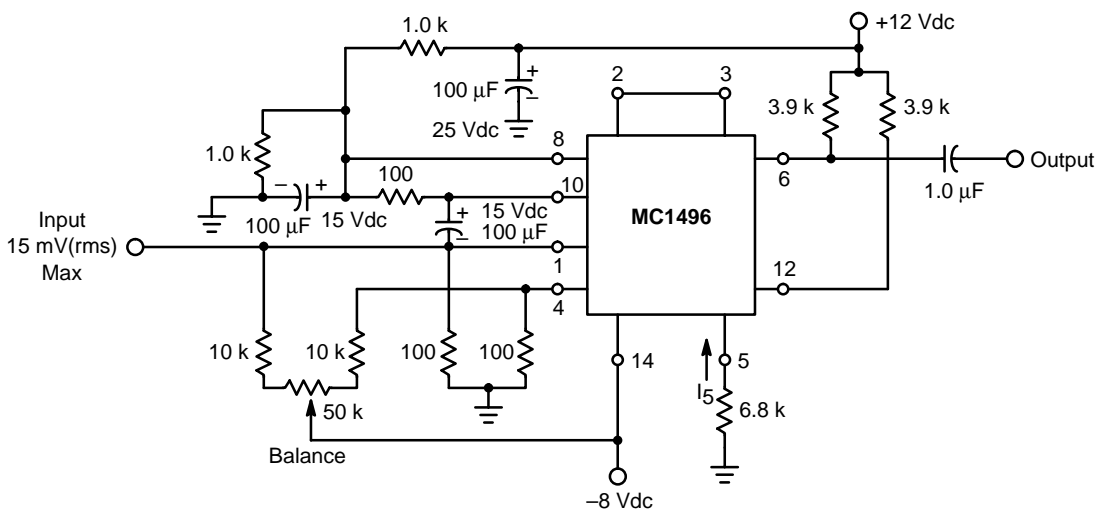 1.0 k
+12 Vdc
100 µF
+
–
25 Vdc
2
3
3.9 k
3.9 k
1.0 k
8
6
1.0 µF
Output
–
+
100 µF
15 Vdc
100
10
+
–
15 Vdc
100 µF
MC1496
Input
15 mV(rms)
Max
1
4
12
10 k
10 k
100
100
14
5
I5
6.8 k
50 k
Balance
–8 Vdc